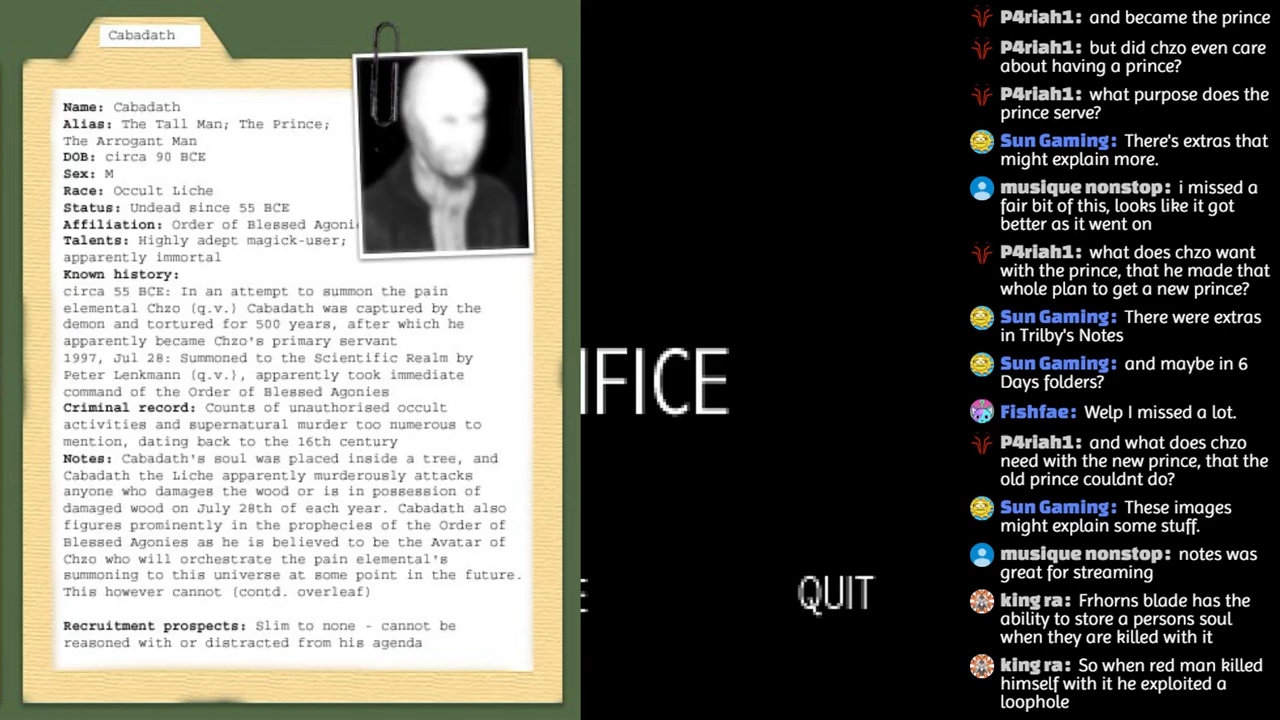 Cabadath
Name: Cabadath
Alias: The Tall Man; The Prince;
The Arrogant Man
DOB: circa 90 BCE
Sex: M
Race: Occult Liche
Status: Undead since 55 BCE
Affiliation: Order of Blessed Agonie
Talents: Highly adept magick-user;
apparently immortal
Known history:
circa 55 BCE: In an attempt to summon the pain
elemental Chzo (q.v.) Cabadath was captured by the
demon and tortured for 500 years, after which he
apparently became Chzo's primary servant
1997, Jul 28: Summoned to the Scientific Realm by
Peter Lenkmann (q.v.), apparently took immediate
command of the Order of Blessed Agonies
Criminal record: Counts of unauthorised occult
activities and supernatural murder too numerous to
mention, dating back to the 16th century
Notes: Cabadath's soul was placed inside a tree, and
Cabadath the Liche apparently murderously attacks
anyone who damages the wood or is in possession of
damaged wood on July 28th of each year. Cabadath also
figures prominently in the prophecies of the Order of
Blessed Agonies as he is believed to be the Avatar of
Chzo who will orchestrate the pain elemental's
summoning to this universe at some point in the future.
This however cannot (contd. overleaf)
Recruitment prospects: Slim to none - cannot be
reasoned with or distracted from his agenda
IFICE
E
QUIT
P4riah1: and became the prince
P4riah1: but did chzo even care
about having a prince?
P4riah1: what purpose does the
prince serve?
Sun Gaming: There's extras that
might explain more.
musique nonstop: i missed a
fair bit of this, looks like it got
better as it went on
P4riah1: what does chzo want
with the prince, that he made that
whole plan to get a new prince?
Sun Gaming: There were extras
in Trilby's Notes
Sun Gaming: and maybe in 6
Days folders?
Fishfae: Welp I missed a lot.
P4riah1: and what does chzo
need with the new prince, that the
old prince couldnt do?
Sun Gaming: These images
might explain some stuff.
musique nonstop: notes was
great for streaming
king ra: Frhorns blade has the
ability to store a persons soul
when they are killed with it
king ra: So when red man killed
himself with it he exploited a
loophole